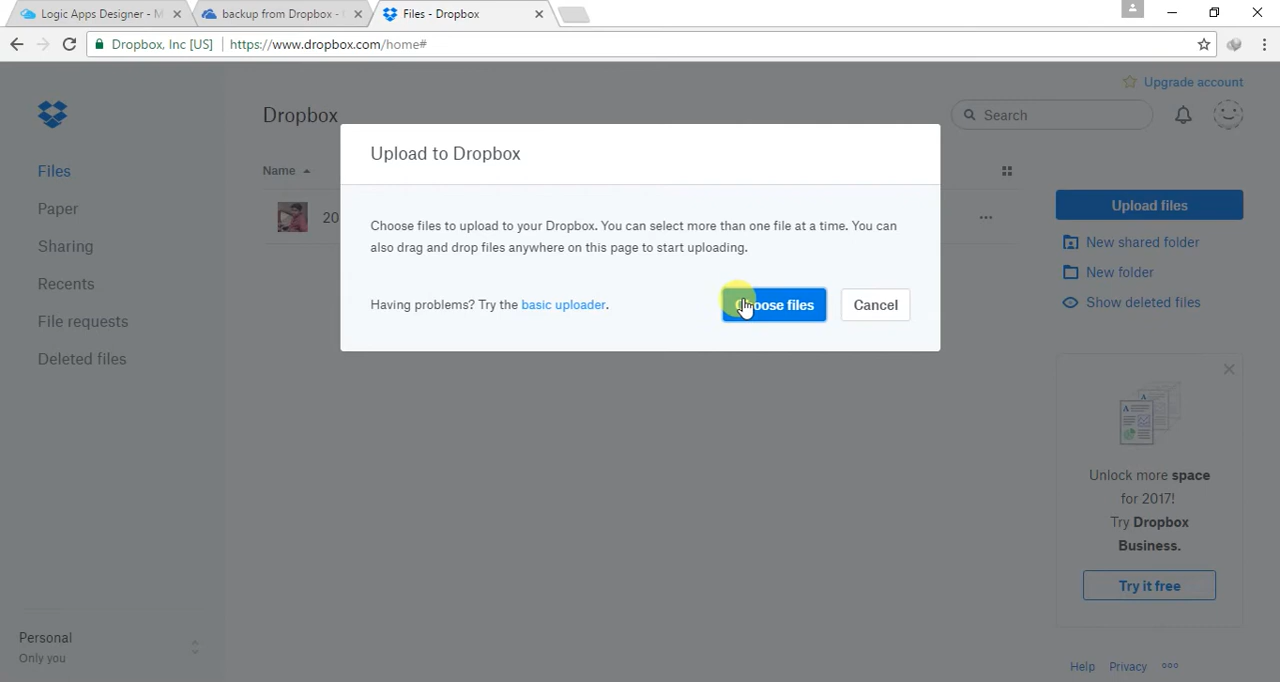 Logic Apps Designer - M
backup from Dropbox -
Files - Dropbox
Dropbox, Inc [US]
https://www.dropbox.com/home#
Upgrade account
Dropbox
Search
Files
Paper
Sharing
Recents
File requests
Deleted files
Name
20
Upload to Dropbox
Choose files to upload to your Dropbox. You can select more than one file at a time. You can
also drag and drop files anywhere on this page to start uploading.
Having problems? Try the basic uploader.
oose files
Cancel
Upload files
New shared folder
New folder
Show deleted files
Unlock more space
for 2017!
Try Dropbox
Business.
Try it free
Personal
Only you
Help
Privacy